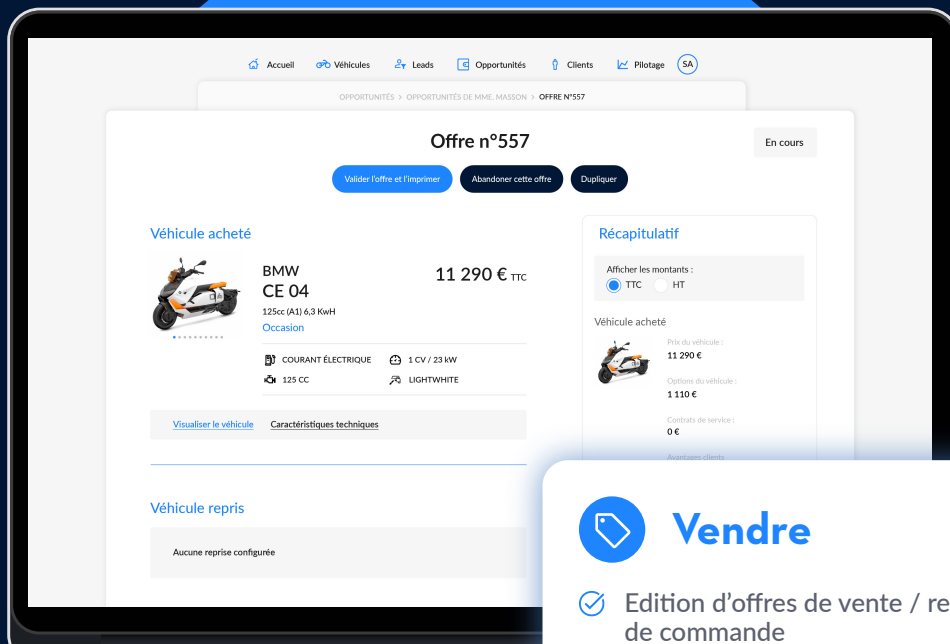 Accueil Véhicules Leads Opportunités Clients Pilotage SA
OPPORTUNITÉS > OPPORTUNITÉS DE MME. MASSON > OFFRE N°557
Offre n°557
En cours
Valider l'offre et l'imprimer Abandoner cette offre Dupliquer
Véhicule acheté
BMW
CE 04
125cc (A1) 6,3 KwH
Occasion
11 290 € TTC
COURANT ÉLECTRIQUE 1 CV / 23 kW
125 CC LIGHTWHITE
Visualiser le véhicule Caractéristiques techniques
Véhicule repris
Aucune reprise configurée
Récapitulatif
Afficher les montants :
TTC HT
Véhicule acheté
Prix du véhicule :
11 290 €
Options du véhicule :
1 110 €
Contrats de service :
0 €
Avantages clients
Vendre
Edition d'offres de vente / re
de commande